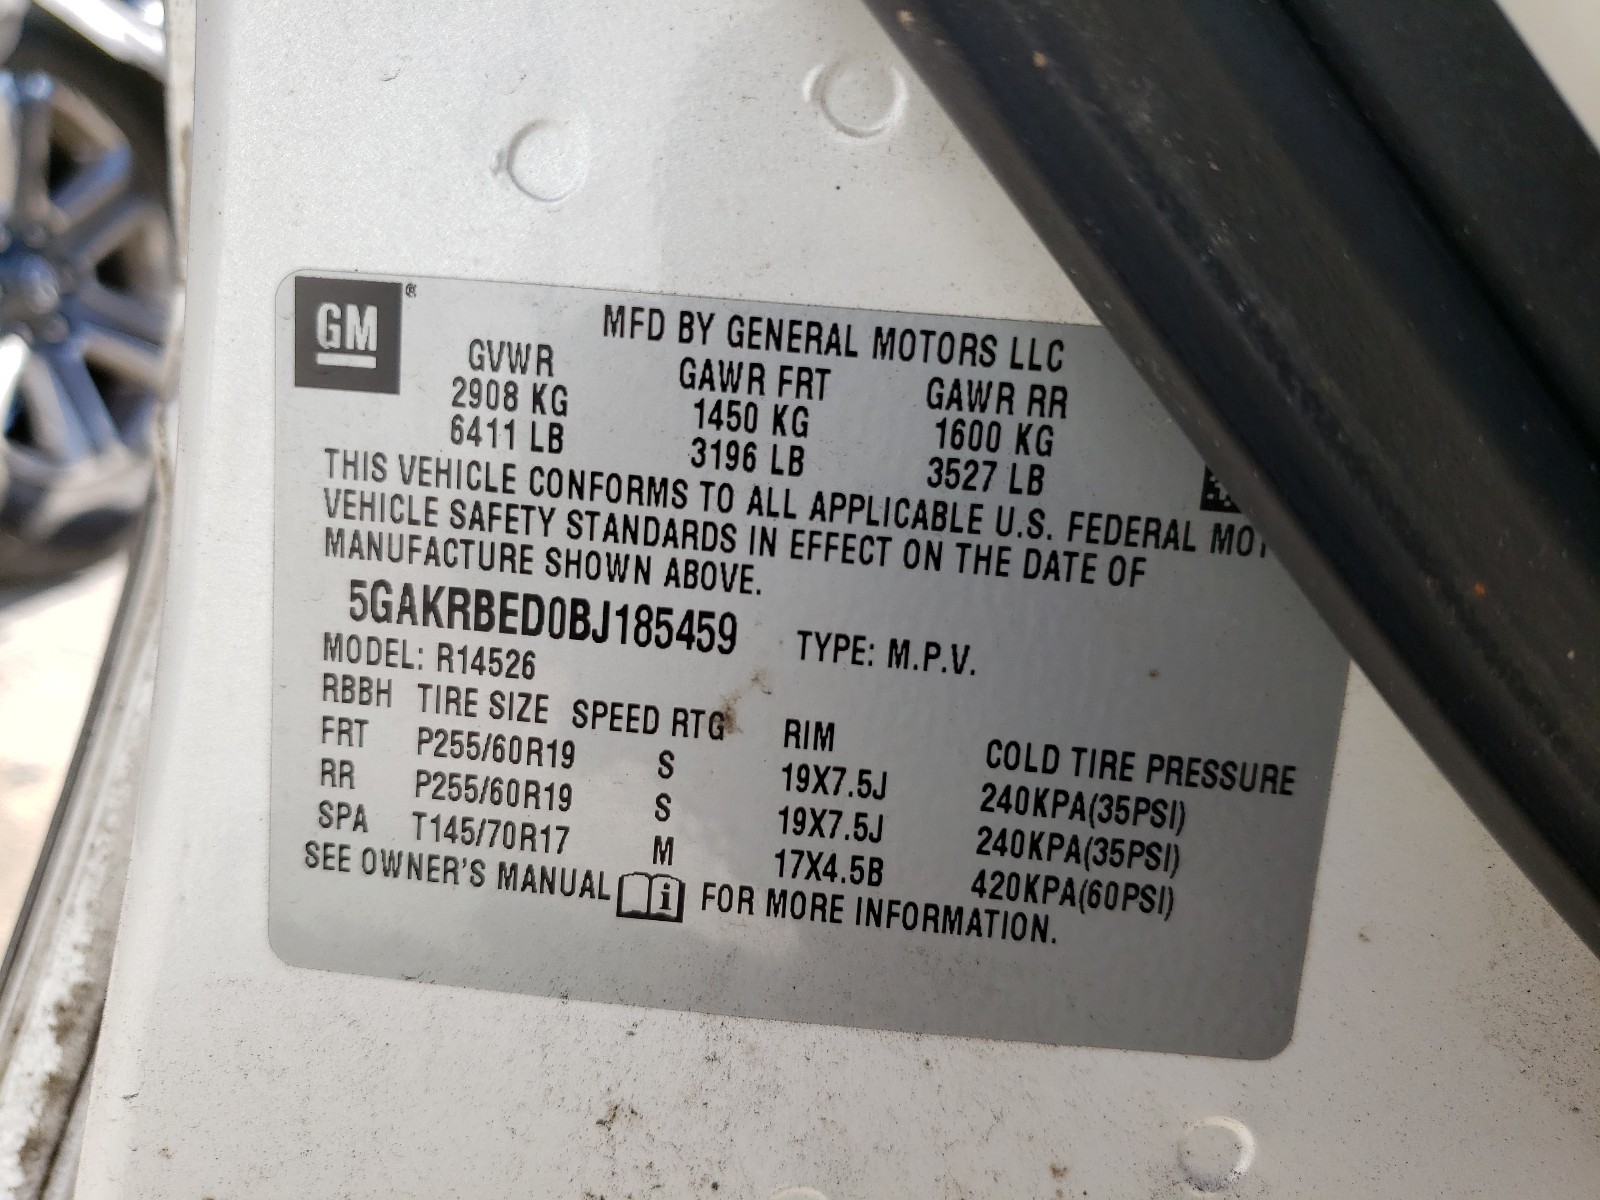 GM ®
MFD BY GENERAL MOTORS LLC
GVWR GAWR FRT GAWR RR
2908 KG 1450 KG 1600 KG
6411 LB 3196 LB 3527 LB
THIS VEHICLE CONFORMS TO ALL APPLICABLE U.S. FEDERAL
VEHICLE SAFETY STANDARDS IN EFFECT ON THE DATE OF
MANUFACTURE SHOWN ABOVE.
5GAKRBED0BJ185459 TYPE: M.P.V.
MODEL: R14526
RBBH TIRE SIZE SPEED RTG RIM COLD TIRE PRESSURE
FRT P255/60R19 S 19X7.5J 240KPA(35PSI)
RR P255/60R19 S 19X7.5J 240KPA(35PSI)
SPA T145/70R17 M 17X4.5B 420KPA(60PSI)
SEE OWNER'S MANUAL i FOR MORE INFORMATION.